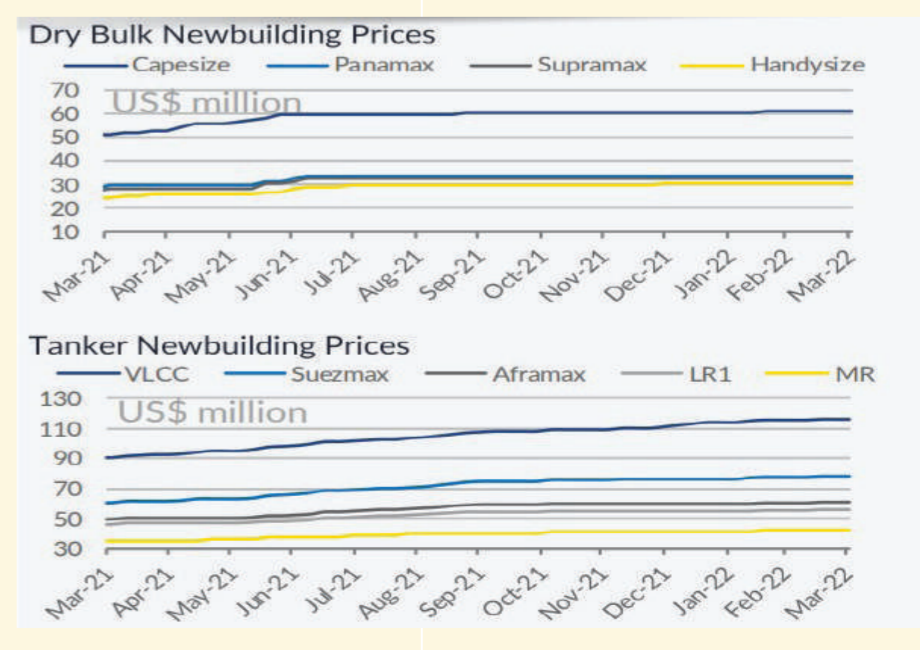 Dry Bulk Newbuilding Prices
Capesize Panamax Supramax Handysize
US$ million
70
60
50
40
30
20
10
Mar-21 Apr-21 May-21 Jun-21 Jul-21 Aug-21 Sep-21 Oct-21 Nov-21 Dec-21 Jan-22 Feb-22 Mar-22
Tanker Newbuilding Prices
VLCC Suezmax Aframax LR1 MR
US$ million
130
110
90
70
50
30
Mar-21 Apr-21 May-21 Jun-21 Jul-21 Aug-21 Sep-21 Oct-21 Nov-21 Dec-21 Jan-22 Feb-22 Mar-22